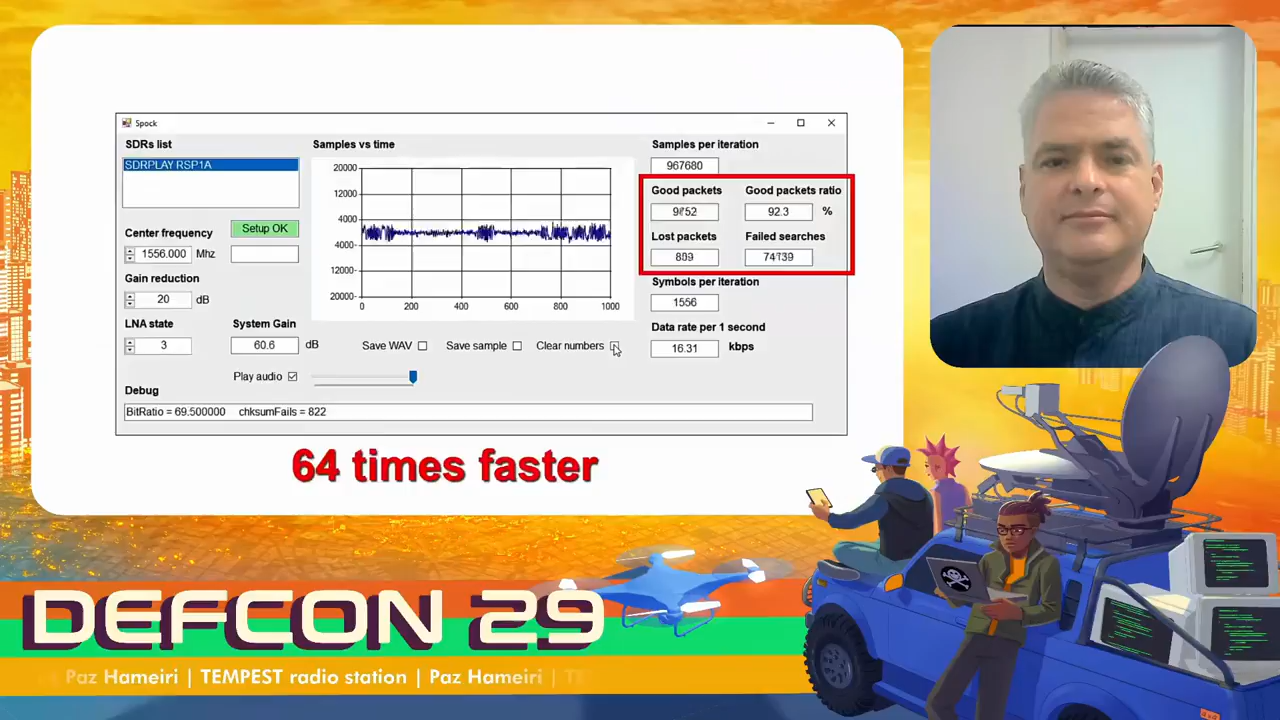 Spock
SDRs list
SDRPLAY RSP1A
Center frequency
Setup OK
1556.000 Mhz
Gain reduction
20 dB
LNA state
3
System Gain
60.6 dB
Samples vs time
20000
12000
4000
4000-
12000-
20000-
0 200 400 600 800 1000
Save WAV Save sample Clear numbers
Play audio
Samples per iteration
967680
Good packets Good packets ratio
92.3 %
Lost packets Failed searches
Symbols per iteration
1556
Data rate per 1 second
16.31 kbps
Debug
BitRatio = 69.500000 chksumFails = 822
64 times faster
DEFCON 29
Paz Hameiri | TEMPEST radio station | Paz Hameiri |